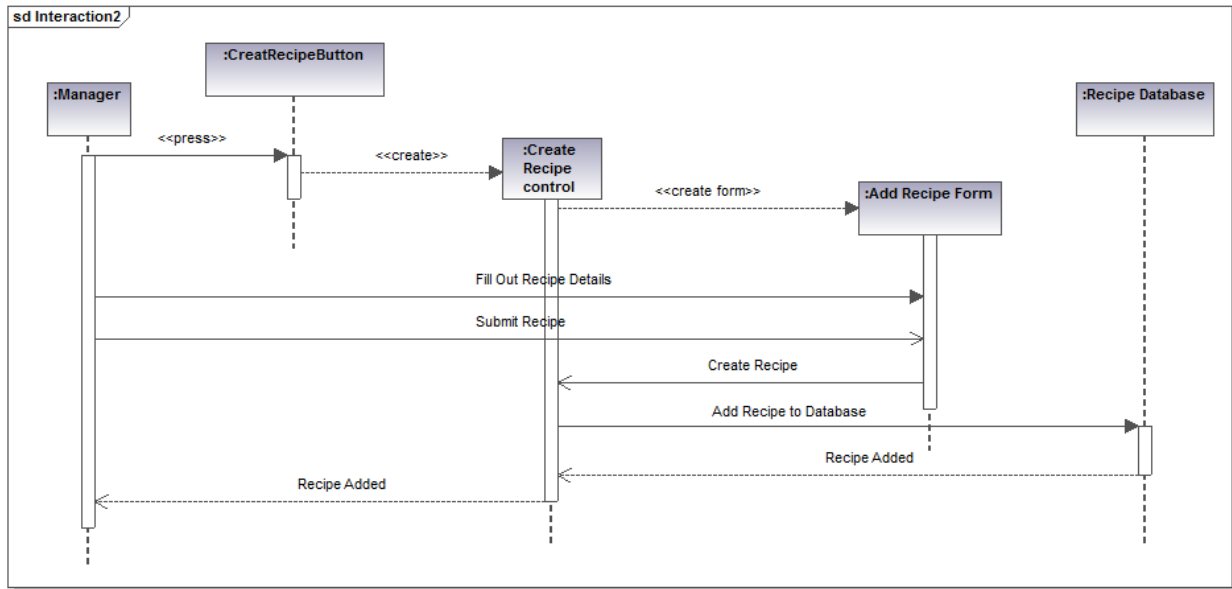 sd Interaction2
:CreatRecipeButton
:Manager
:Recipe Database
<<press>>
<<create>>
:Create
Recipe
control
<<create form>>
:Add Recipe Form
Fill Out Recipe Details
Submit Recipe
Create Recipe
Add Recipe to Database
Recipe Added
Recipe Added